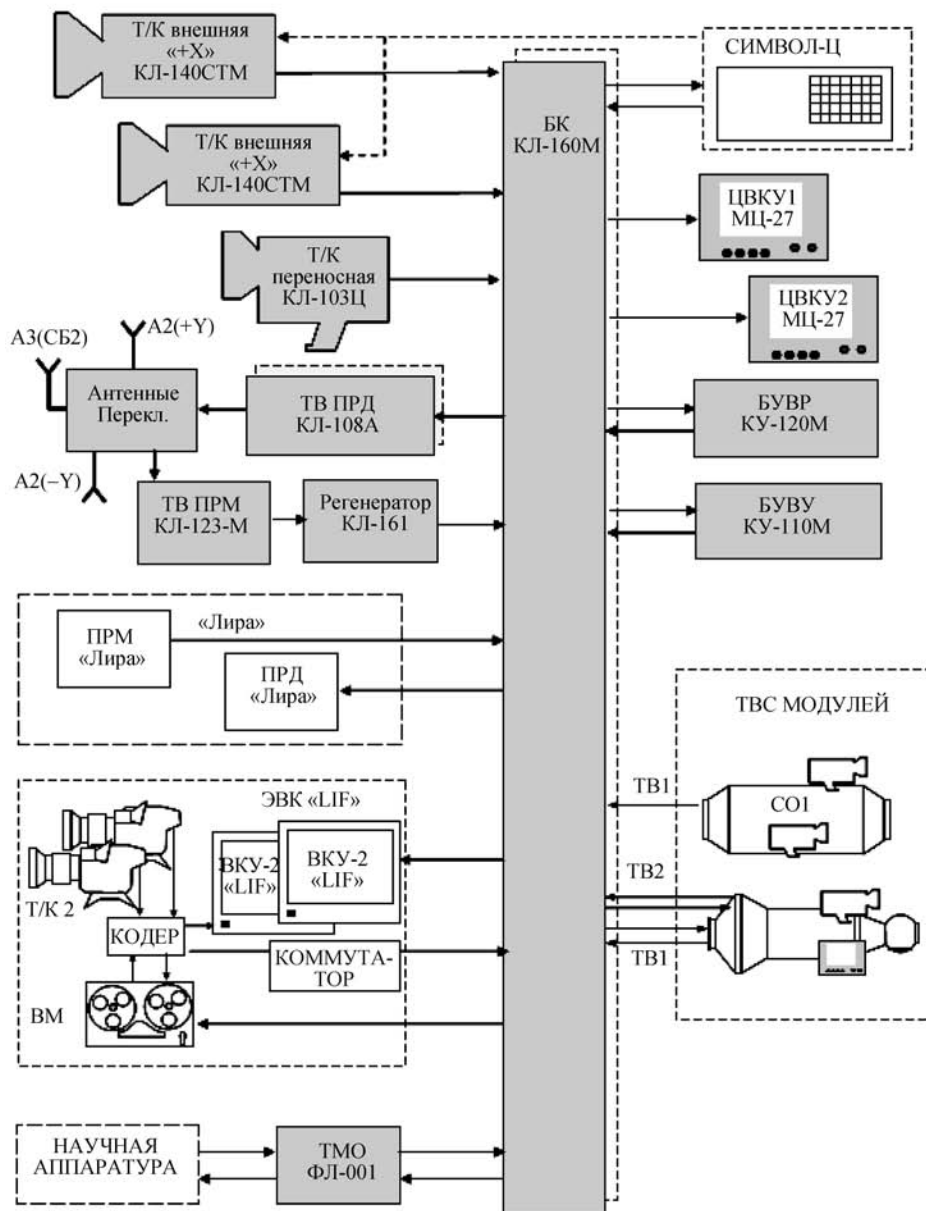 Т/К внешняя
«+X»
КЛ-140СТМ
СИМВОЛ-Ц
БК
КЛ-160М
Т/К внешняя
«+X»
КЛ-140СТМ
ЦВКУ1
МЦ-27
Т/К
переносная
КЛ-103Ц
ЦВКУ2
МЦ-27
А3(СБ2)
А2(+Y)
Антенные
Перекл.
ТВ ПРД
КЛ-108А
БУВР
КУ-120М
А2(–Y)
ТВ ПРМ
КЛ-123-М
Регенератор
КЛ-161
БУВУ
КУ-110М
«Лира»
ПРМ
«Лира»
ПРД
«Лира»
ТВС МОДУЛЕЙ
ТВ1
СО1
ЭВК «LIF»
ВКУ-2
«LIF»
ВКУ-2
«LIF»
ТВ2
Т/К 2
КОДЕР
КОММУТА-
ТОР
ТВ1
ВМ
НАУЧНАЯ
АППАРАТУРА
ТМО
ФЛ-001